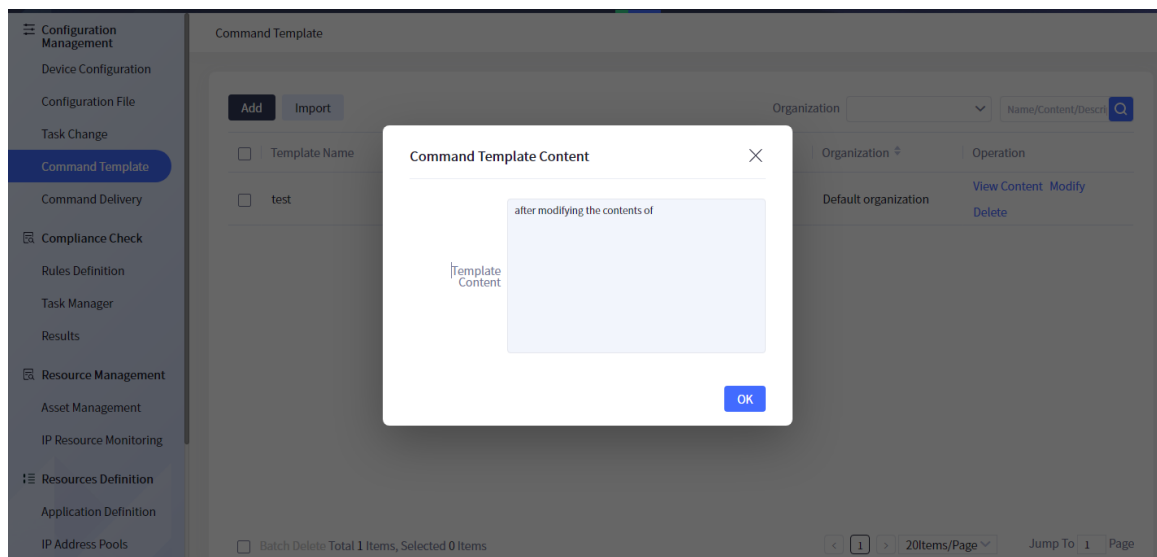 Configuration
Management
Device Configuration
Configuration File
Task Change
Command Template
Command Delivery
Compliance Check
Rules Definition
Task Manager
Results
Resource Management
Asset Management
IP Resource Monitoring
Resources Definition
Application Definition
IP Address Pools
Command Template
Add Import Organization Name/Content/Descri
Template Name Organization Operation
test Default organization View Content Modify
Delete
Command Template Content
Template
Content
after modifying the contents of
OK
Batch Delete Total 1 Items, Selected 0 Items < 1 > 20Items/Page Jump To 1 Page